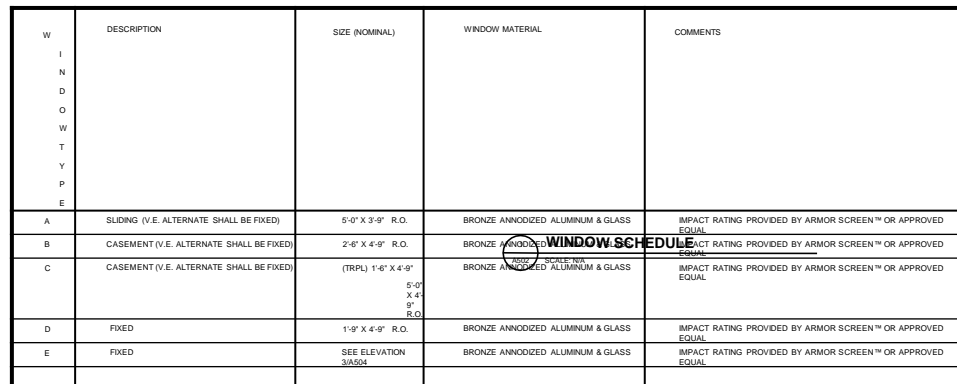 W
I
N
D
O
W
T
Y
P
E
DESCRIPTION
SIZE (NOMINAL)
WINDOW MATERIAL
COMMENTS
A
SLIDING (V.E. ALTERNATE SHALL BE FIXED)
5'-0" X 3'-9" R.O.
BRONZE ANNODIZED ALUMINUM & GLASS
IMPACT RATING PROVIDED BY ARMOR SCREEN™ OR APPROVED
EQUAL
B
CASEMENT (V.E. ALTERNATE SHALL BE FIXED)
2'-6" X 4'-9" R.O.
BRONZE ANNODIZED ALUMINUM & GLASS
IMPACT RATING PROVIDED BY ARMOR SCREEN™ OR APPROVED
EQUAL
WINDOW SCHEDULE
A502
SCALE: N/A
C
CASEMENT (V.E. ALTERNATE SHALL BE FIXED)
(TRPL) 1'-6" X 4'-9"
5'-0"
X 4'-
9"
R.O.
BRONZE ANNODIZED ALUMINUM & GLASS
IMPACT RATING PROVIDED BY ARMOR SCREEN™ OR APPROVED
EQUAL
D
FIXED
1'-9" X 4'-9" R.O.
BRONZE ANNODIZED ALUMINUM & GLASS
IMPACT RATING PROVIDED BY ARMOR SCREEN™ OR APPROVED
EQUAL
E
FIXED
SEE ELEVATION
3/A504
BRONZE ANNODIZED ALUMINUM & GLASS
IMPACT RATING PROVIDED BY ARMOR SCREEN™ OR APPROVED
EQUAL